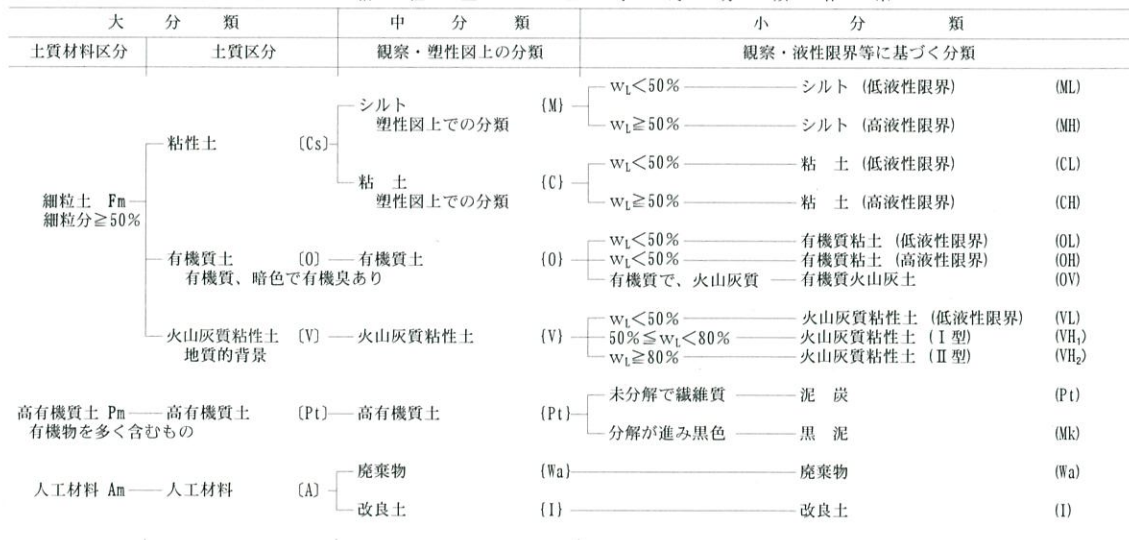 大　分　類　中　分　類　小　分　類
土質材料区分　土質区分　観察・塑性図上の分類　観察・液性限界等に基づく分類
wL<50%　シルト (低液性限界)　(ML)
シルト　{M}
塑性図上での分類
wL≧50%　シルト (高液性限界)　(MH)
粘性土　〔Cs〕
wL<50%　粘　土 (低液性限界)　(CL)
粘　土　{C}
塑性図上での分類
wL≧50%　粘　土 (高液性限界)　(CH)
細粒土 Fm
細粒分≧50%
wL<50%　有機質粘土 (低液性限界)　(OL)
有機質土　〔O〕　有機質土　{O}　wL<50%　有機質粘土 (高液性限界)　(OH)
有機質、暗色で有機臭あり　有機質で、火山灰質　有機質火山灰土　(OV)
wL<50%　火山灰質粘性土 (低液性限界)　(VL)
火山灰質粘性土　〔V〕　火山灰質粘性土　{V}　50%≦wL<80%　火山灰質粘性土 (Ⅰ型)　(VH₁)
地質的背景　wL≧80%　火山灰質粘性土 (Ⅱ型)　(VH₂)
未分解で繊維質　泥　炭　(Pt)
高有機質土 Pm　高有機質土　〔Pt〕　高有機質土　{Pt}
有機物を多く含むもの　分解が進み黒色　黒　泥　(Mk)
廃棄物　{Wa}　廃棄物　(Wa)
人工材料 Am　人工材料　〔A〕
改良土　{I}　改良土　(I)